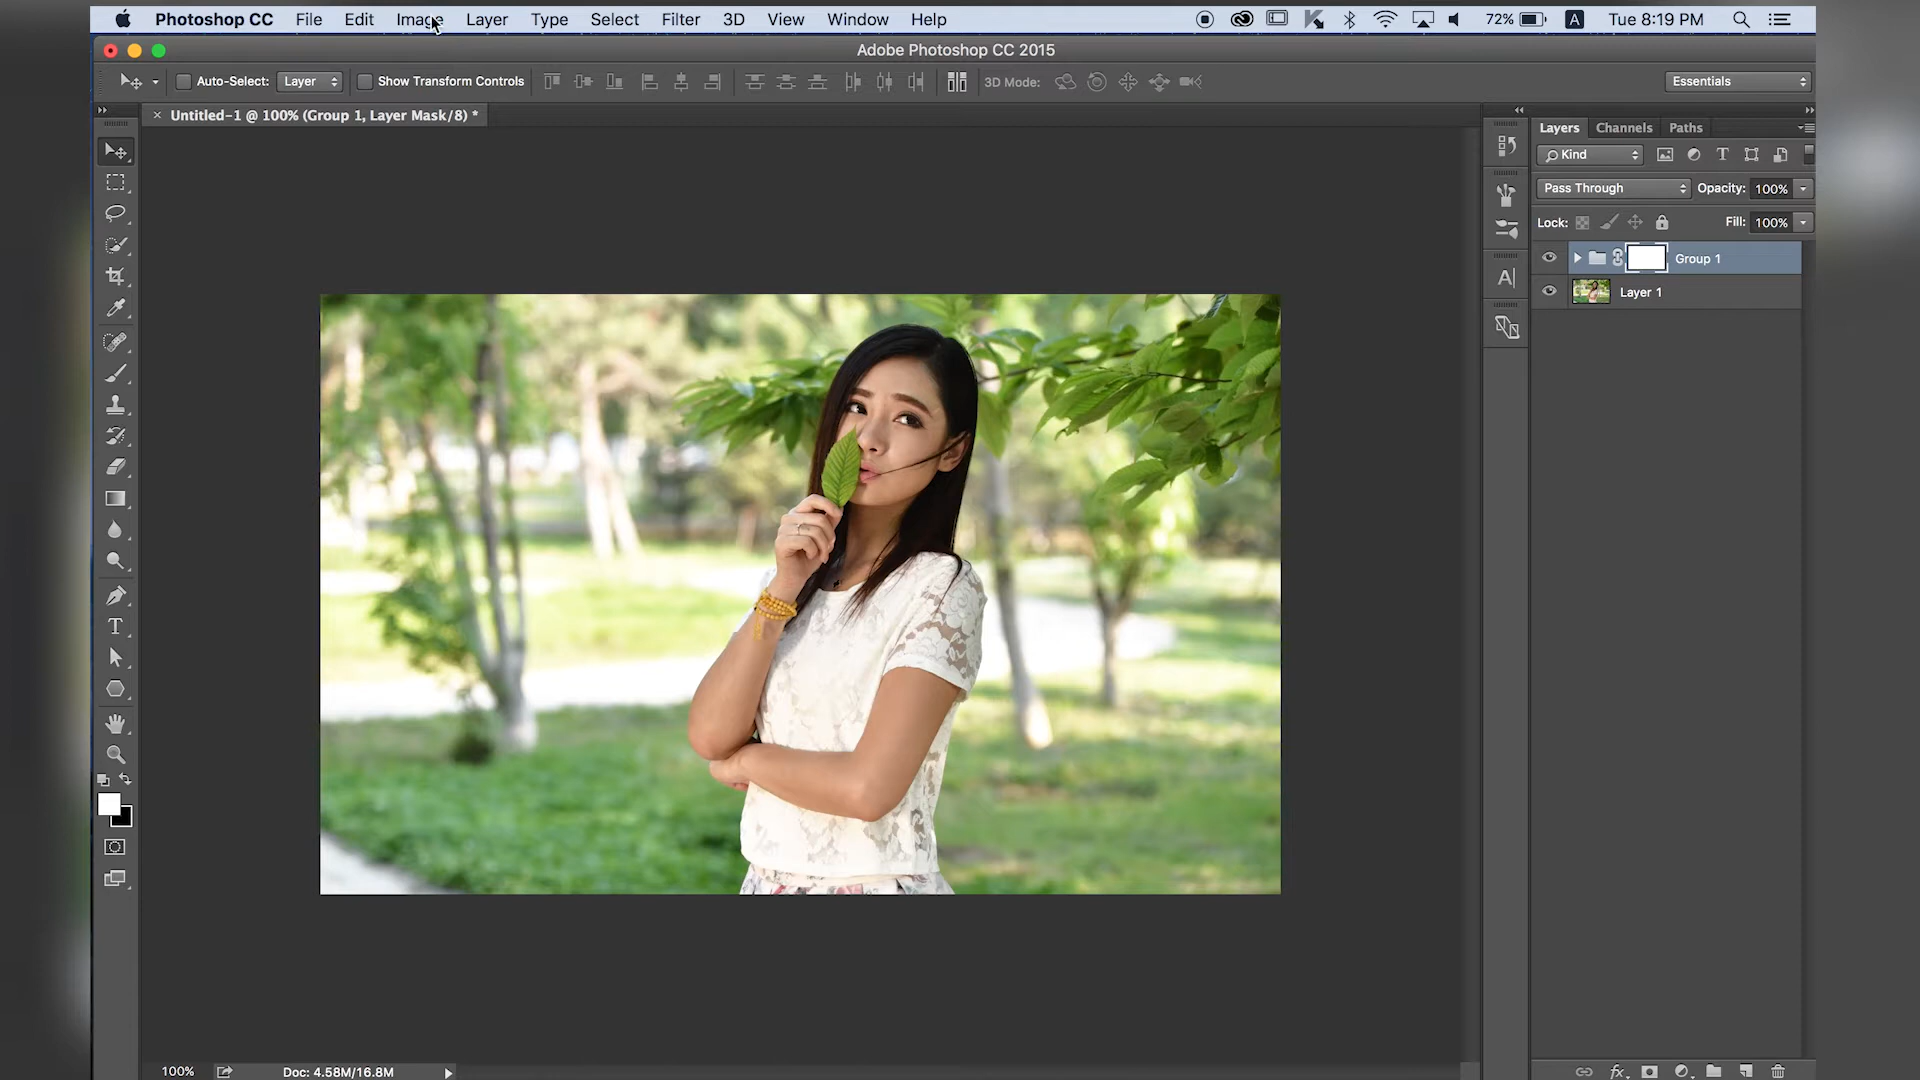 Photoshop CC File Edit Image Layer Type Select Filter 3D View Window Help 72% A Tue 8:19 PM
Adobe Photoshop CC 2015
Auto-Select: Layer Show Transform Controls 3D Mode: Essentials
× Untitled-1 @ 100% (Group 1, Layer Mask/8) *
Layers Channels Paths
Kind T
Pass Through Opacity: 100%
Lock: Fill: 100%
Group 1
A|
Layer 1
T
100% Doc: 4.58M/16.8M fx